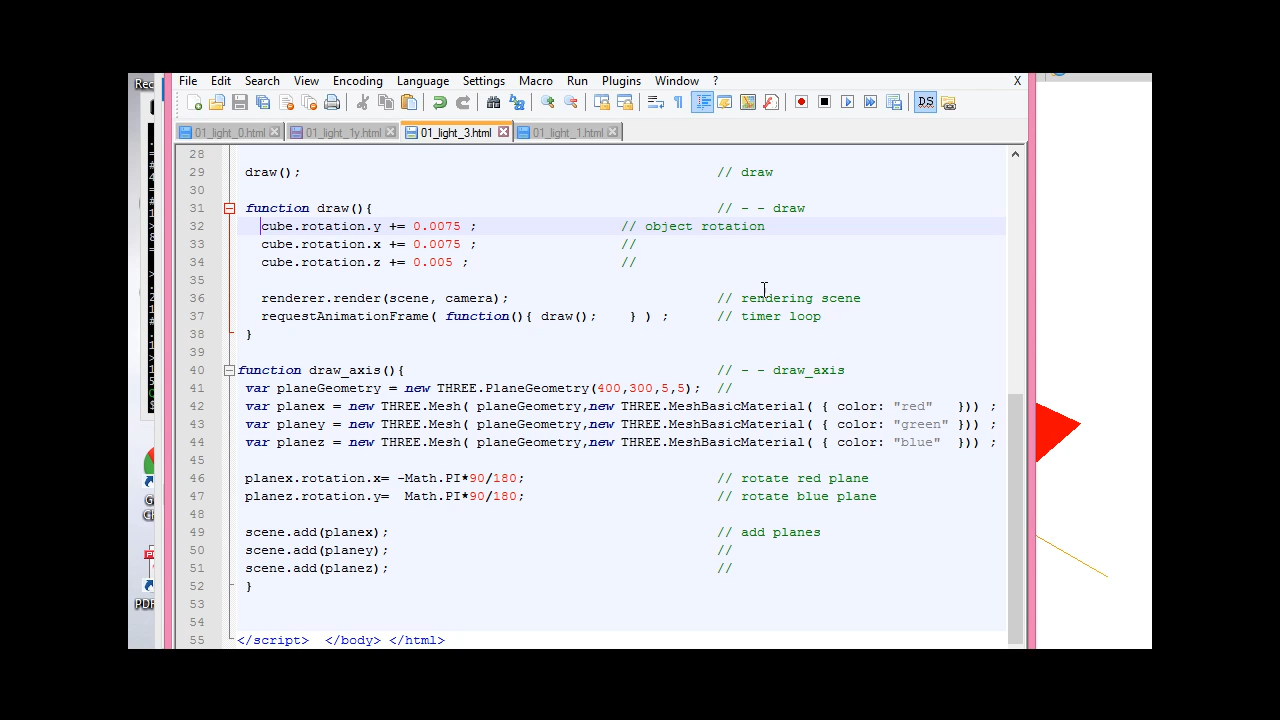 Rec
File Edit Search View Encoding Language Settings Macro Run Plugins Window ? X
01_light_0.html 01_light_1y.html 01_light_3.html 01_light_1.html
28
29 draw(); // draw
30
31 function draw(){ // - - draw
32 cube.rotation.y += 0.0075 ; // object rotation
33 cube.rotation.x += 0.0075 ; //
34 cube.rotation.z += 0.005 ; //
35
36 renderer.render(scene, camera); // rendering scene
37 requestAnimationFrame( function(){ draw(); } ) ; // timer loop
38 }
39
40 function draw_axis(){ // - - draw_axis
41 var planeGeometry = new THREE.PlaneGeometry(400,300,5,5); //
42 var planex = new THREE.Mesh( planeGeometry,new THREE.MeshBasicMaterial( { color: "red" })) ;
43 var planey = new THREE.Mesh( planeGeometry,new THREE.MeshBasicMaterial( { color: "green" })) ;
44 var planez = new THREE.Mesh( planeGeometry,new THREE.MeshBasicMaterial( { color: "blue" })) ;
45
46 planex.rotation.x= -Math.PI*90/180; // rotate red plane
47 planez.rotation.y= Math.PI*90/180; // rotate blue plane
48
49 scene.add(planex); // add planes
50 scene.add(planey); //
51 scene.add(planez); //
52 }
53
54
55 </script> </body> </html>